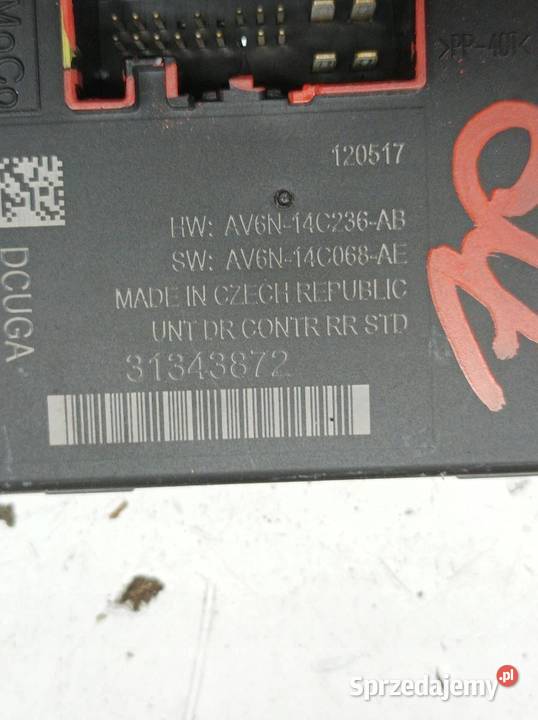 MoCo
>PP-40T<
120517
HW: AV6N-14C236-AB
SW: AV6N-14C068-AE
MADE IN CZECH REPUBLIC
UNT DR CONTR RR STD
31343872
DCUGA
Sprzedajemy.pl